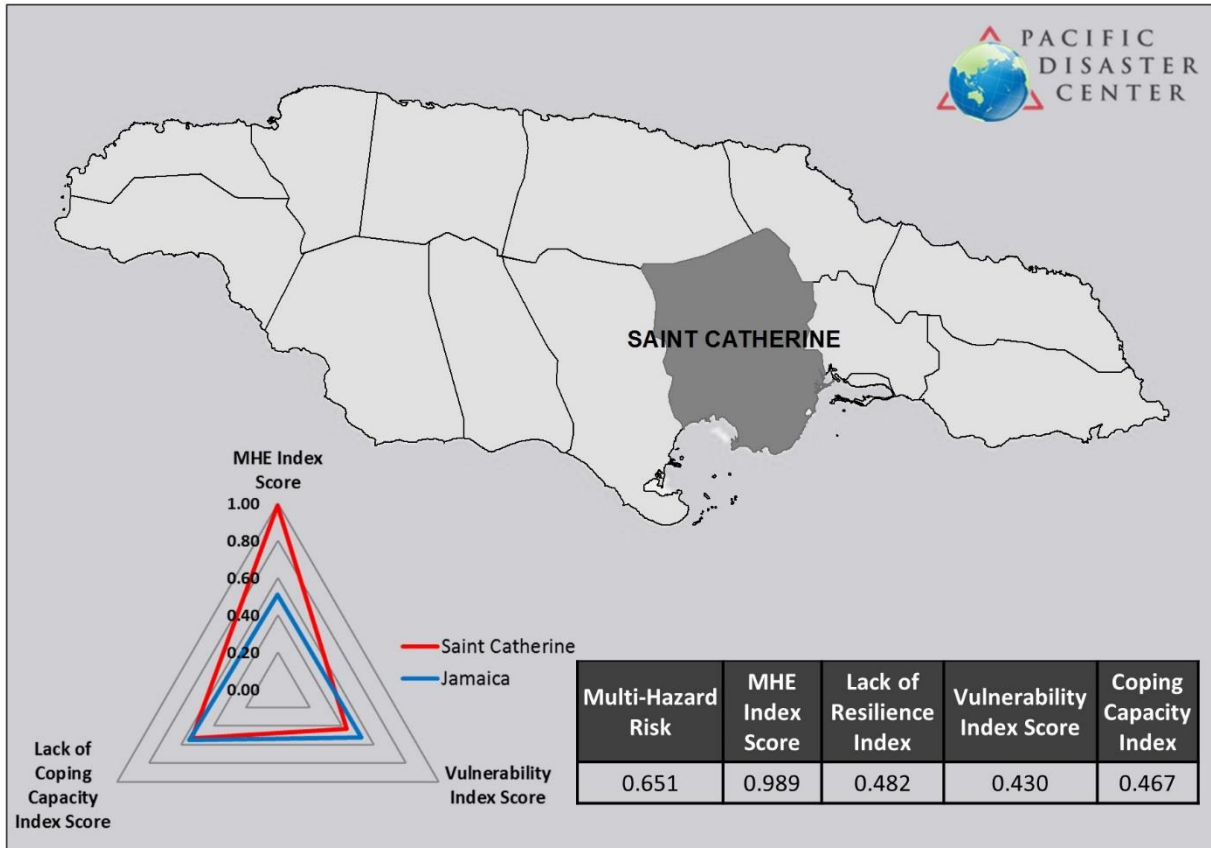 PACIFIC
DISASTER
CENTER
SAINT CATHERINE
MHE Index
Score
1.00
0.80
0.60
0.40
0.20
0.00
Lack of
Coping
Capacity
Index Score
Vulnerability
Index Score
Saint Catherine
Jamaica
Multi-Hazard
Risk
MHE
Index
Score
Lack of
Resilience
Index
Vulnerability
Index Score
Coping
Capacity
Index
0.651
0.989
0.482
0.430
0.467